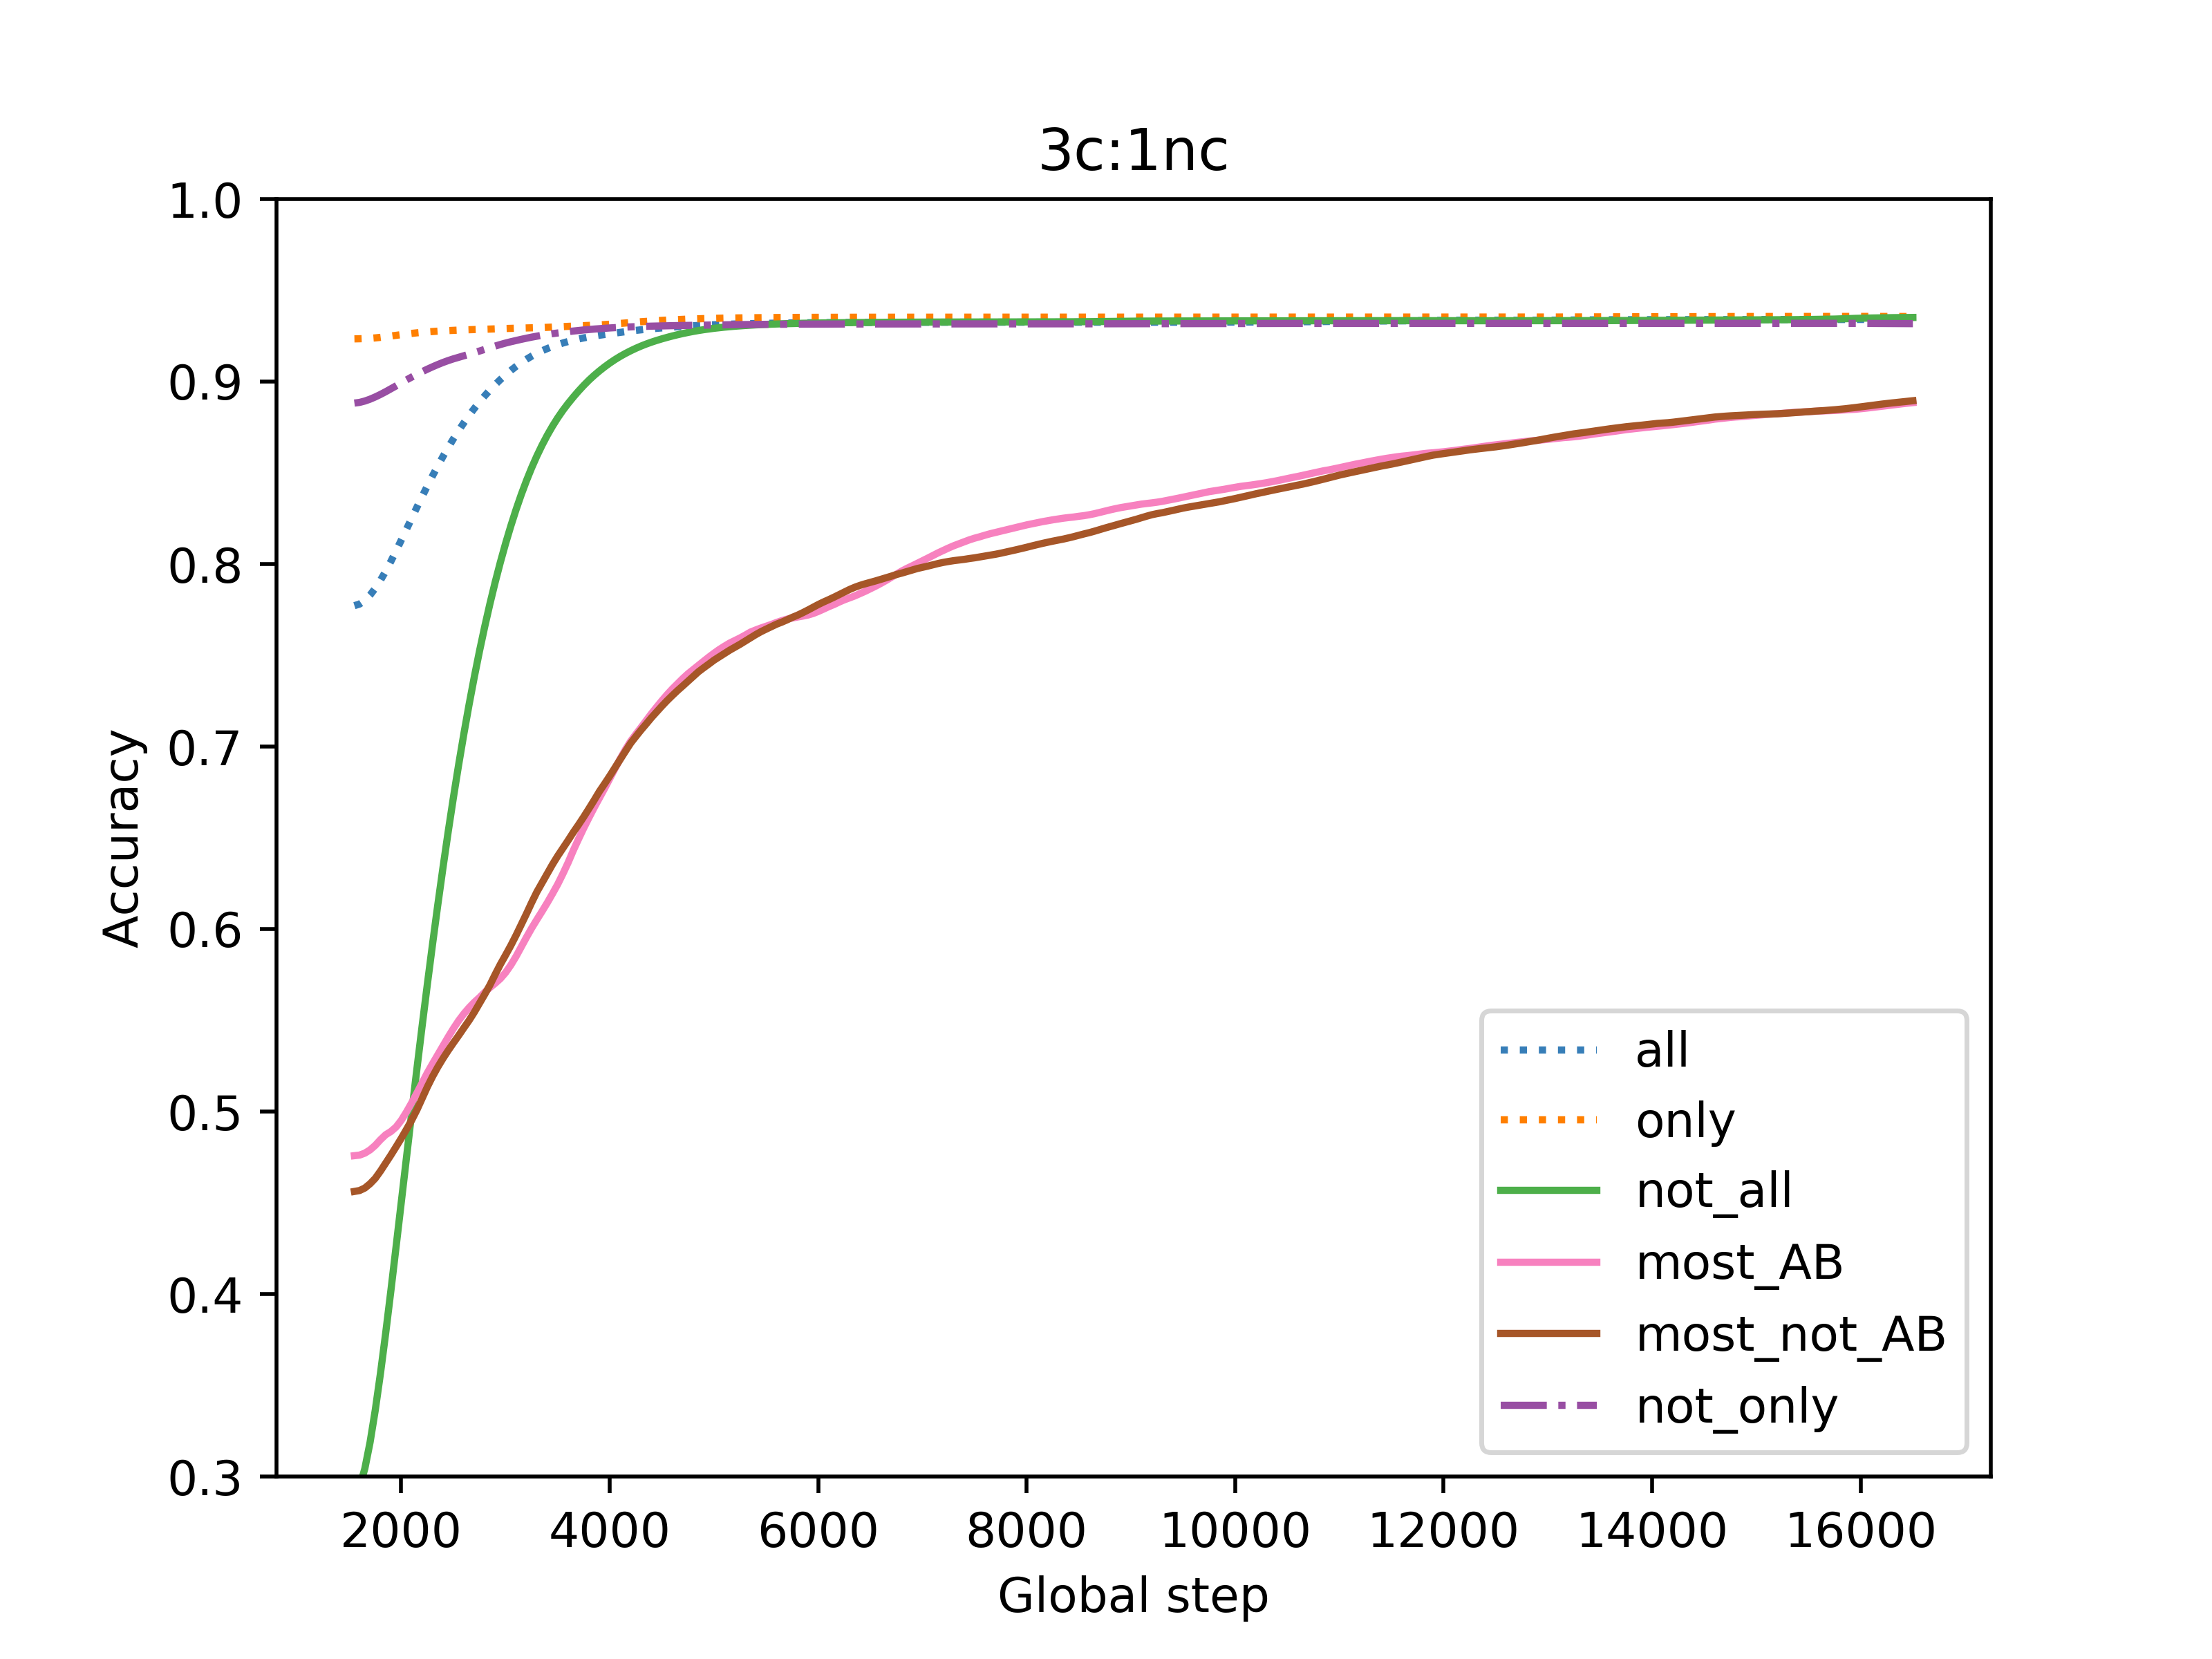 3c:1nc
1.0
0.9
0.8
0.7
0.6
0.5
0.4
0.3
Accuracy
all
only
not_all
most_AB
most_not_AB
not_only
2000 4000 6000 8000 10000 12000 14000 16000
Global step